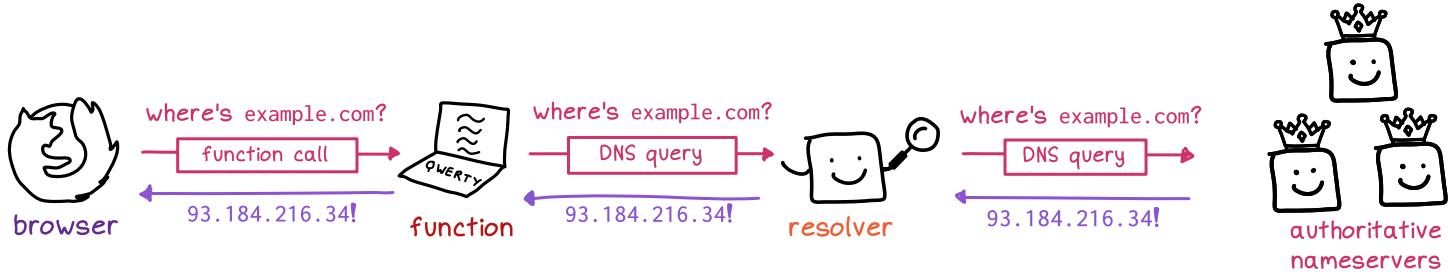 where's example.com?
function call
93.184.216.34!
browser
QWERTY
function
where's example.com?
DNS query
93.184.216.34!
resolver
where's example.com?
DNS query
93.184.216.34!
authoritative
nameservers